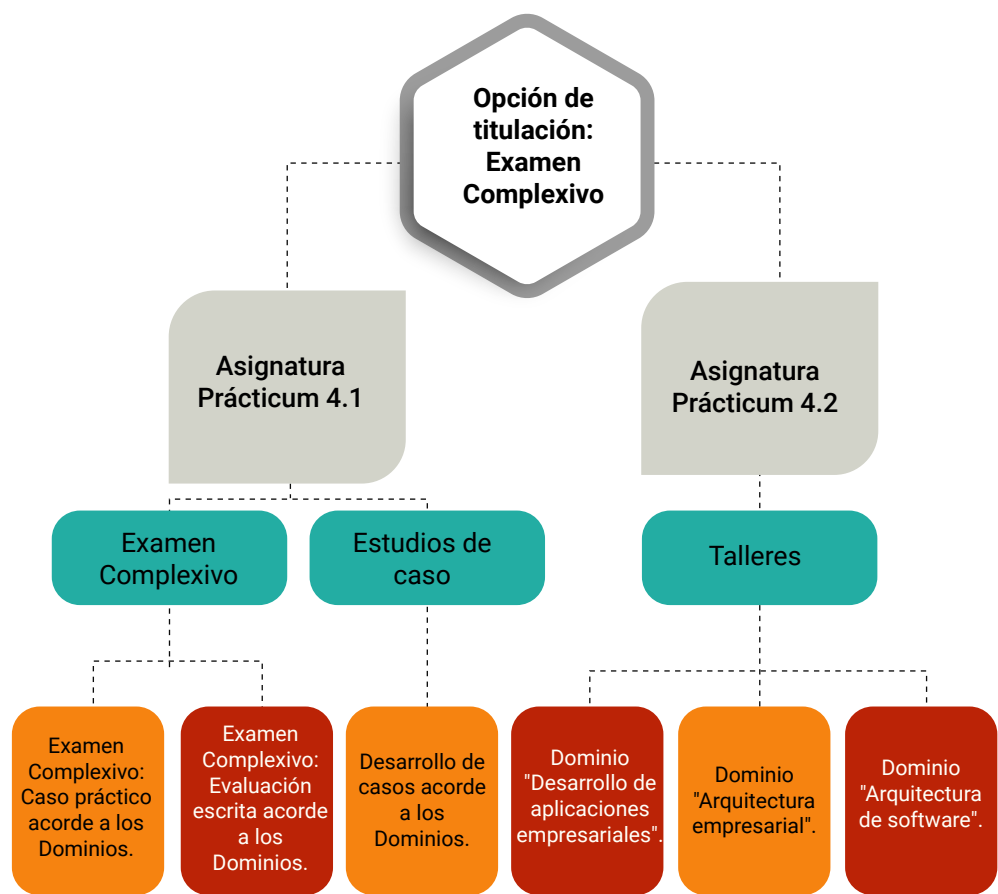 Opción de
titulación:
Examen
Complexivo
Asignatura
Prácticum 4.1
Asignatura
Prácticum 4.2
Examen
Complexivo
Estudios de
caso
Talleres
Examen
Complexivo:
Caso práctico
acorde a los
Dominios.
Examen
Complexivo:
Evaluación
escrita acorde
a los
Dominios.
Desarrollo de
casos acorde
a los
Dominios.
Dominio
"Desarrollo de
aplicaciones
empresariales".
Dominio
"Arquitectura
empresarial".
Dominio
"Arquitectura
de software".